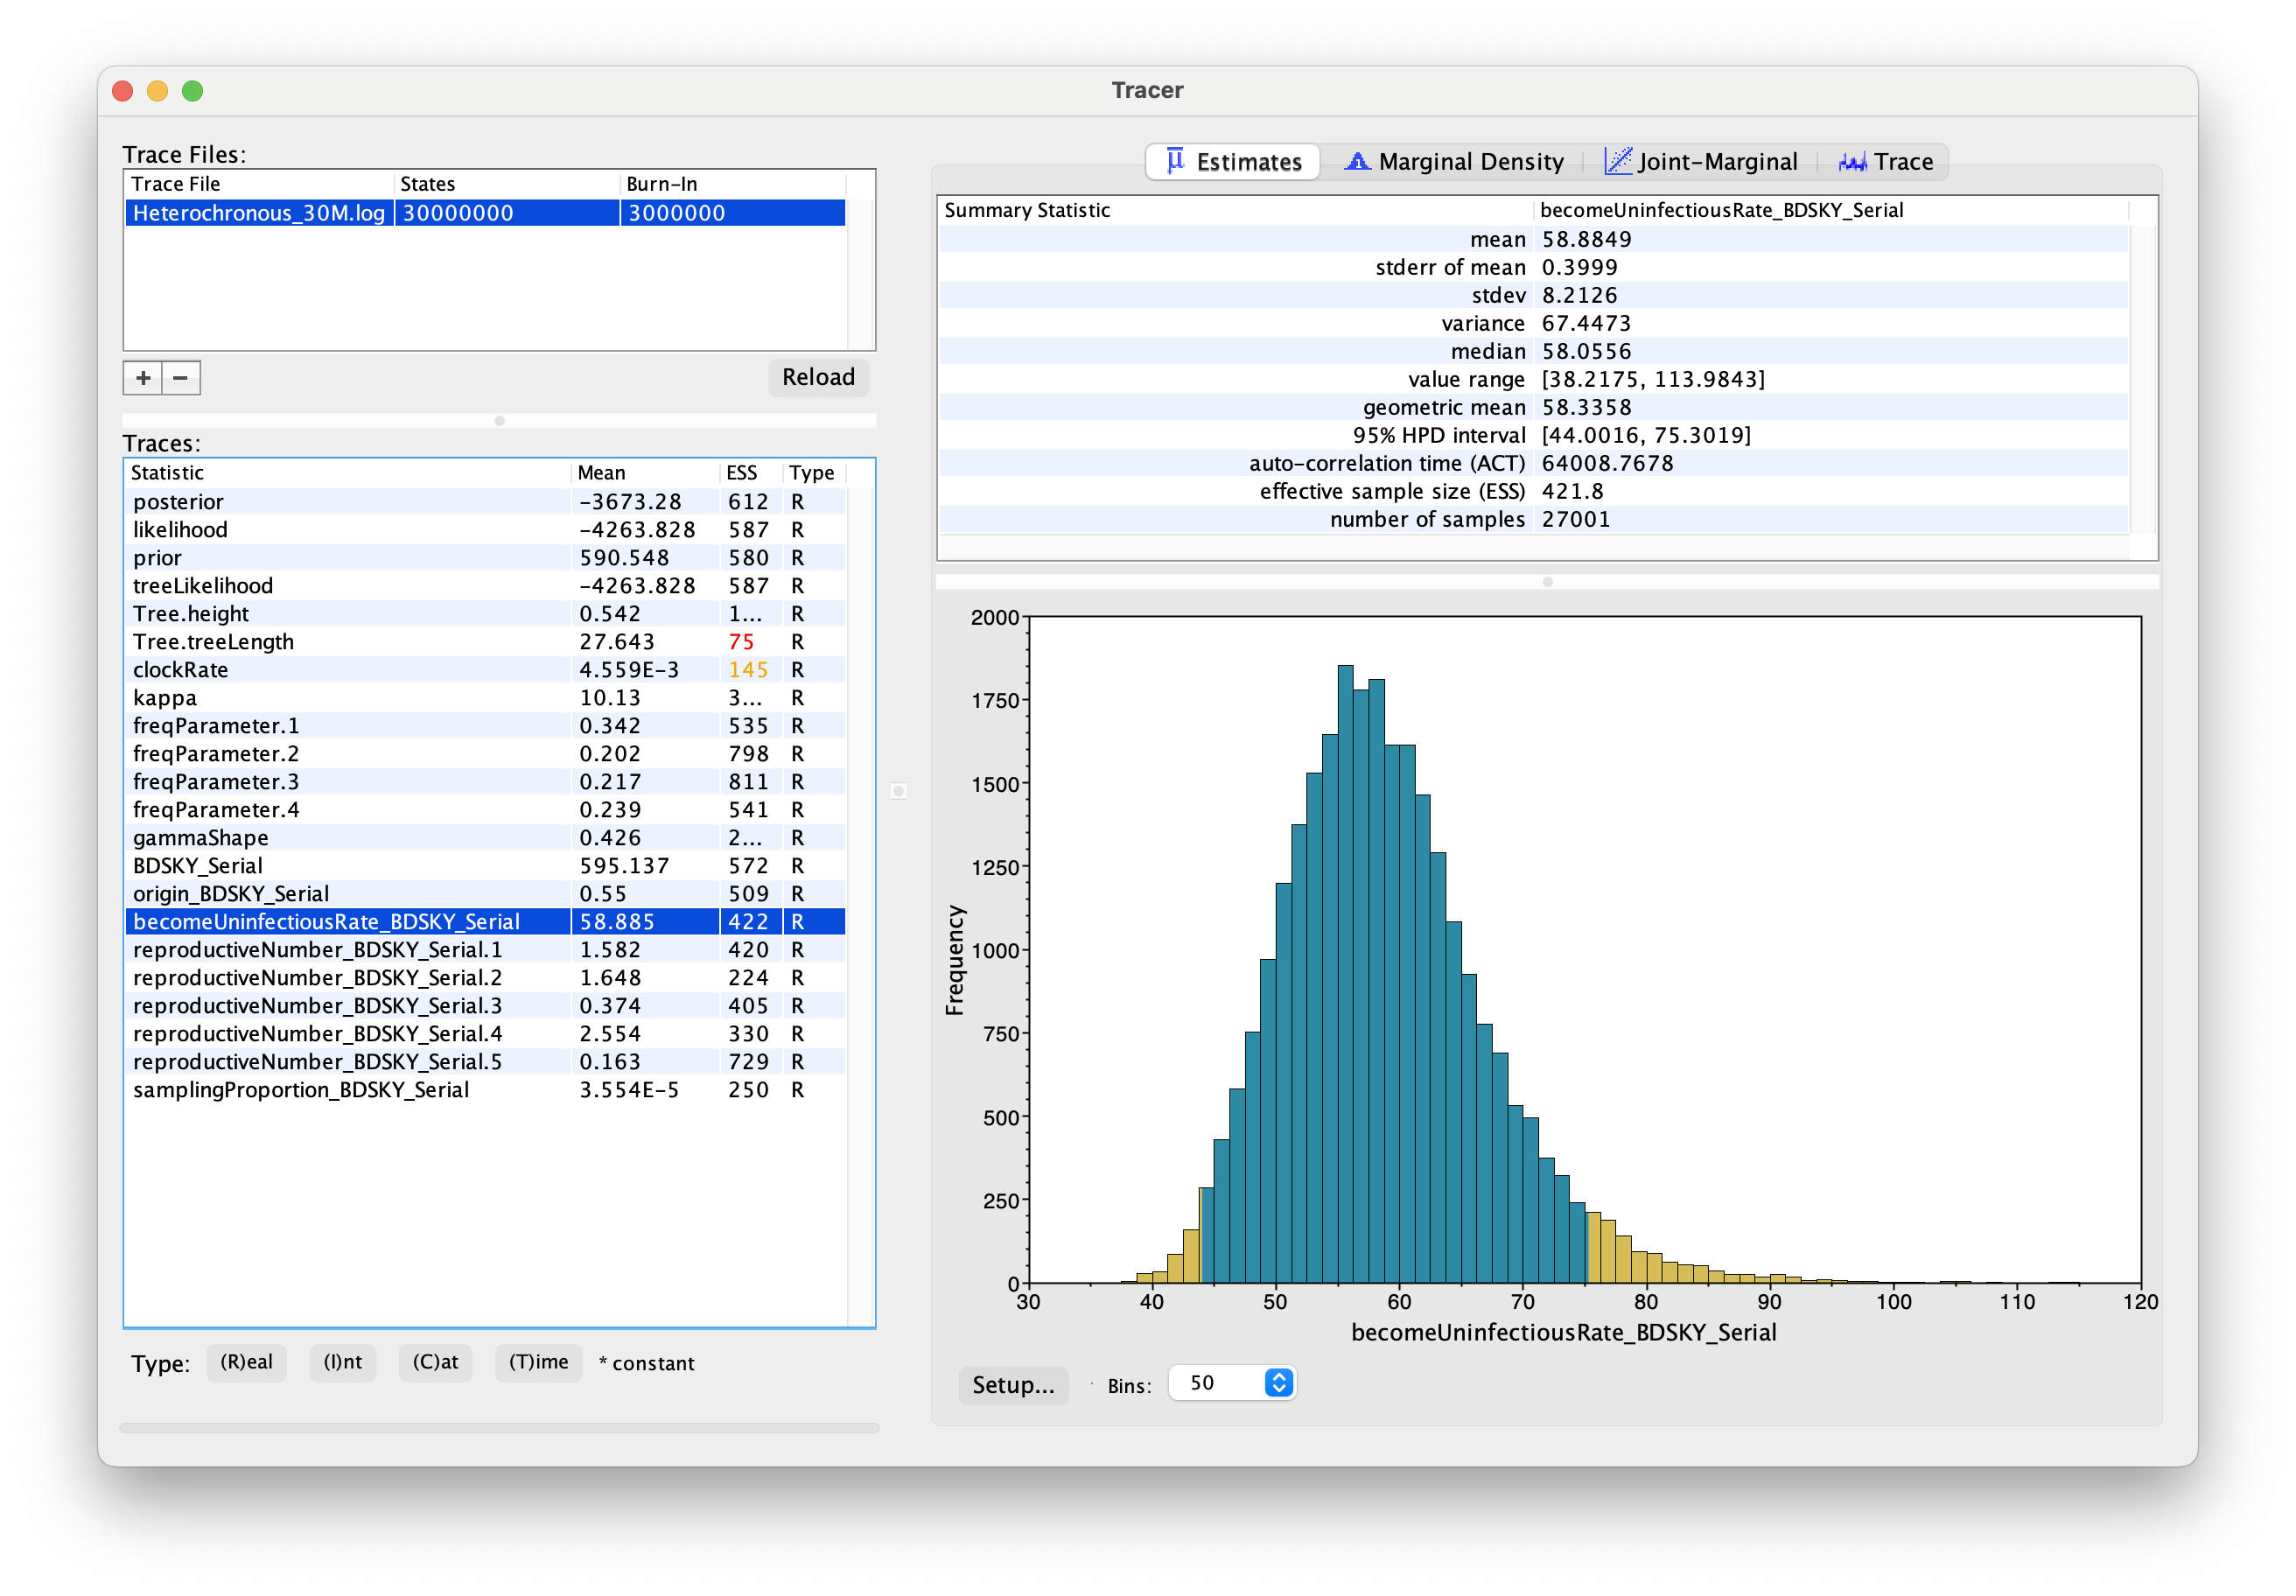 Tracer
Trace Files:
Trace File States Burn-In
Heterochronous_30M.log 30000000 3000000
+ −
Reload
Traces:
Statistic Mean ESS Type
posterior −3673.28 612 R
likelihood −4263.828 587 R
prior 590.548 580 R
treeLikelihood −4263.828 587 R
Tree.height 0.542 1... R
Tree.treeLength 27.643 75 R
clockRate 4.559E−3 145 R
kappa 10.13 3... R
freqParameter.1 0.342 535 R
freqParameter.2 0.202 798 R
freqParameter.3 0.217 811 R
freqParameter.4 0.239 541 R
gammaShape 0.426 2... R
BDSKY_Serial 595.137 572 R
origin_BDSKY_Serial 0.55 509 R
becomeUninfectiousRate_BDSKY_Serial 58.885 422 R
reproductiveNumber_BDSKY_Serial.1 1.582 420 R
reproductiveNumber_BDSKY_Serial.2 1.648 224 R
reproductiveNumber_BDSKY_Serial.3 0.374 405 R
reproductiveNumber_BDSKY_Serial.4 2.554 330 R
reproductiveNumber_BDSKY_Serial.5 0.163 729 R
samplingProportion_BDSKY_Serial 3.554E−5 250 R
Type: (R)eal (I)nt (C)at (T)ime * constant
μ Estimates Marginal Density Joint-Marginal Trace
Summary Statistic becomeUninfectiousRate_BDSKY_Serial
mean 58.8849
stderr of mean 0.3999
stdev 8.2126
variance 67.4473
median 58.0556
value range [38.2175, 113.9843]
geometric mean 58.3358
95% HPD interval [44.0016, 75.3019]
auto-correlation time (ACT) 64008.7678
effective sample size (ESS) 421.8
number of samples 27001
2000
1750
1500
1250
1000
750
500
250
0
Frequency
30 40 50 60 70 80 90 100 110 120
becomeUninfectiousRate_BDSKY_Serial
Setup... Bins: 50